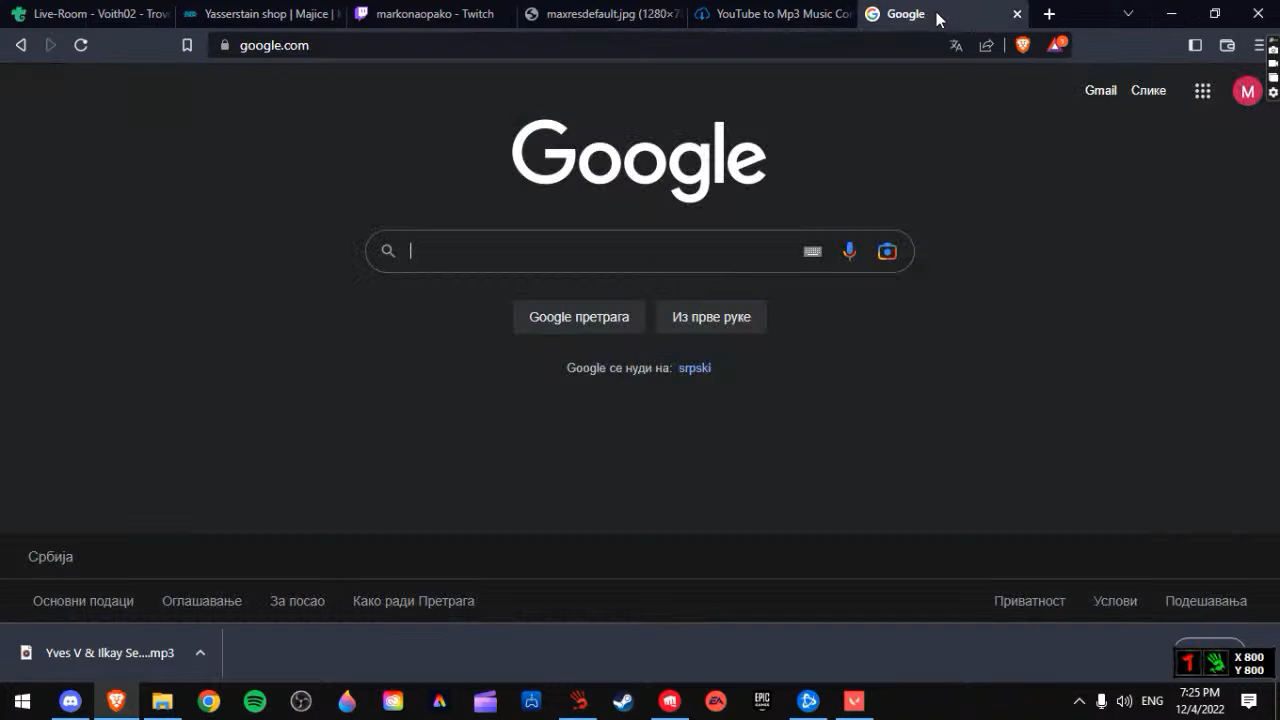 Live-Room - Voith02 - Trov
Yasserstain shop | Majice |
markonaopako - Twitch
maxresdefault.jpg (1280×7
YouTube to Mp3 Music Co
Google
google.com
Gmail Слике
M
Google
Google претрага Из прве руке
Google се нуди на: srpski
Србија
Основни подаци Оглашавање За посао Како ради Претрага Приватност Услови Подешавања
Yves V & Ilkay Se....mp3
X 800
Y 800
ENG
7:25 PM
12/4/2022